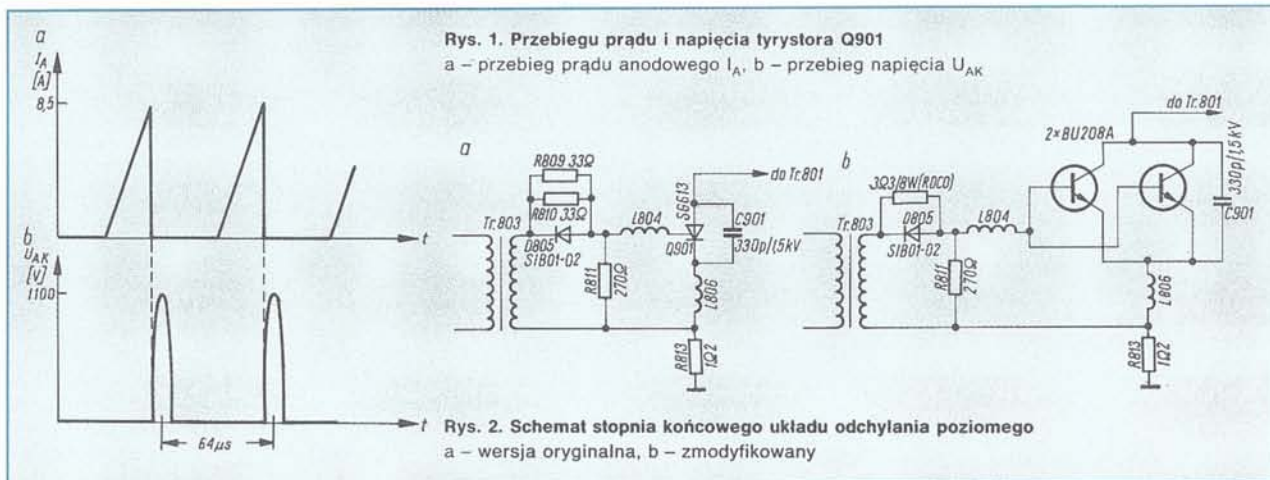 Rys. 1. Przebiegu prądu i napięcia tyrystora Q901
a – przebieg prądu anodowego I_A, b – przebieg napięcia U_AK
a
I_A
[A]
8,5
t
b
U_AK
[V]
1100
t
64µs
a
R809 33Ω
R810 33Ω
Tr.803
D805
SIB01-02
R811
270Ω
L804
S6613
Q901
do Tr.801
C901
330p/1,5kV
L806
R813
1Ω2
b
2×BU208A
do Tr.801
3Ω3/8W(RDCO)
Tr.803
D805
SIB01-02
L804
R811
270Ω
330p/1,5kV
C901
L806
R813
1Ω2
Rys. 2. Schemat stopnia końcowego układu odchylania poziomego
a – wersja oryginalna, b – zmodyfikowany